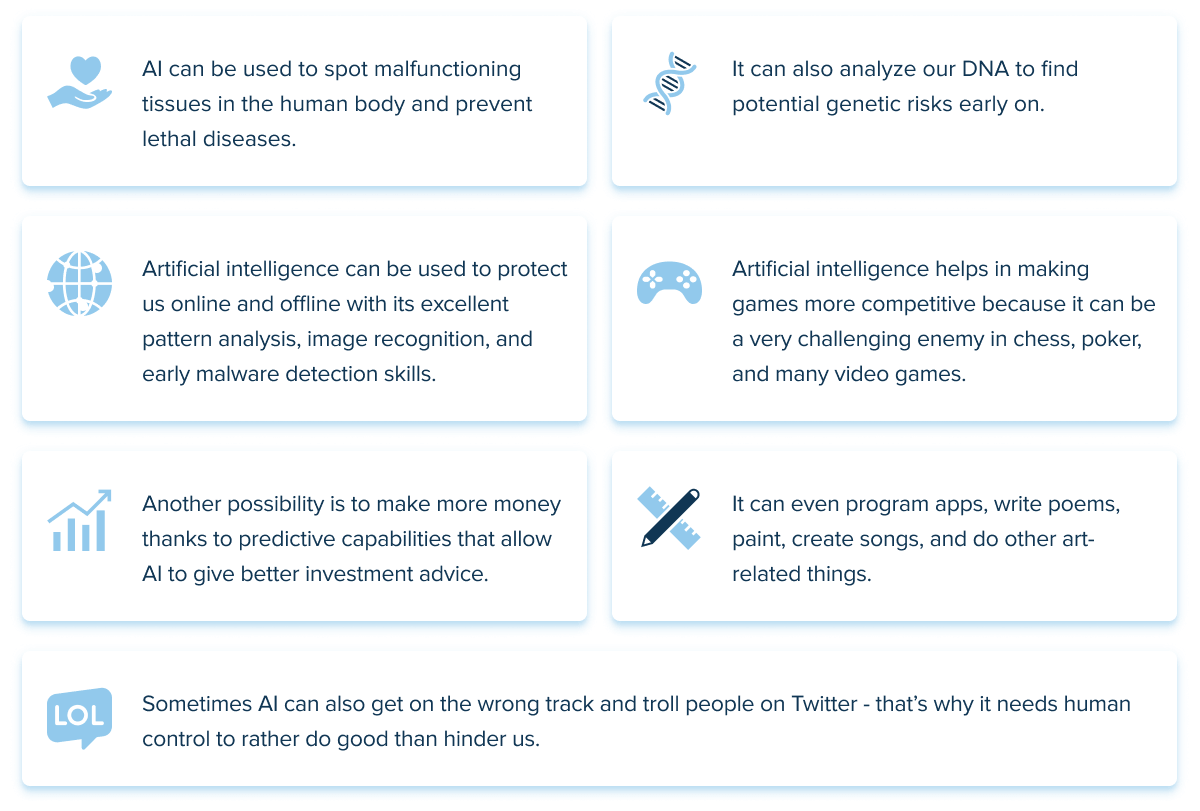 AI can be used to spot malfunctioning
tissues in the human body and prevent
lethal diseases.
It can also analyze our DNA to find
potential genetic risks early on.
Artificial intelligence can be used to protect
us online and offline with its excellent
pattern analysis, image recognition, and
early malware detection skills.
Artificial intelligence helps in making
games more competitive because it can be
a very challenging enemy in chess, poker,
and many video games.
Another possibility is to make more money
thanks to predictive capabilities that allow
AI to give better investment advice.
It can even program apps, write poems,
paint, create songs, and do other art-
related things.
LOL
Sometimes AI can also get on the wrong track and troll people on Twitter - that’s why it needs human
control to rather do good than hinder us.